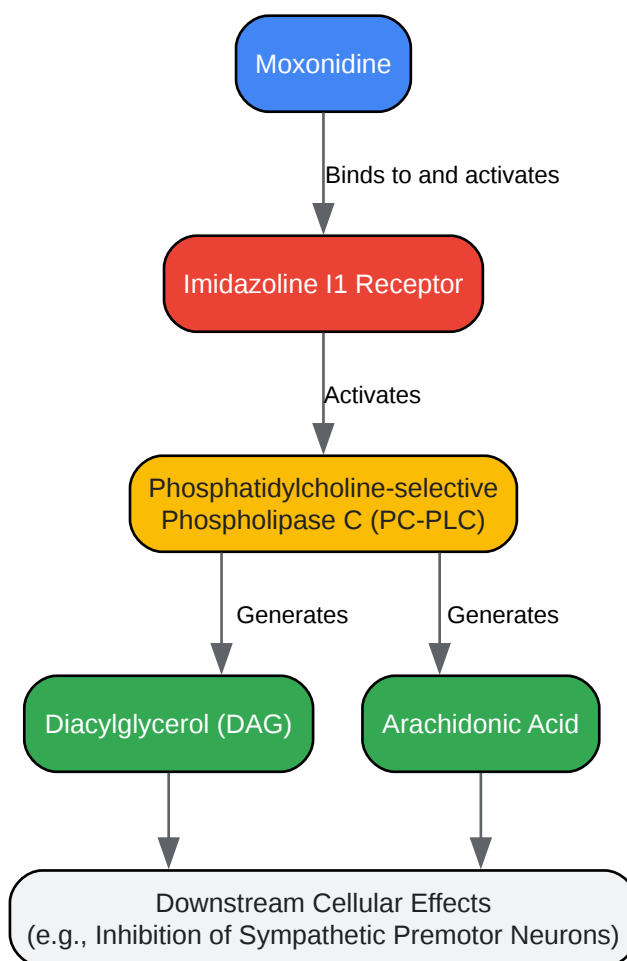 Moxonidine
Binds to and activates
Imidazoline I1 Receptor
Activates
Phosphatidylcholine-selective
Phospholipase C (PC-PLC)
Generates
Generates
Diacylglycerol (DAG)
Arachidonic Acid
Downstream Cellular Effects
(e.g., Inhibition of Sympathetic Premotor Neurons)